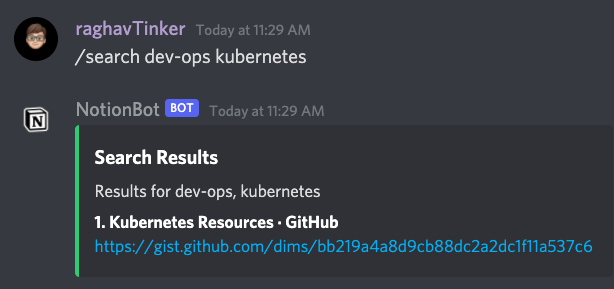 raghavTinker Today at 11:29 AM
/search dev-ops kubernetes
N
NotionBot BOT Today at 11:29 AM
Search Results
Results for dev-ops, kubernetes
1. Kubernetes Resources · GitHub
https://gist.github.com/dims/bb219a4a8d9cb88dc2a2dc1f11a537c6